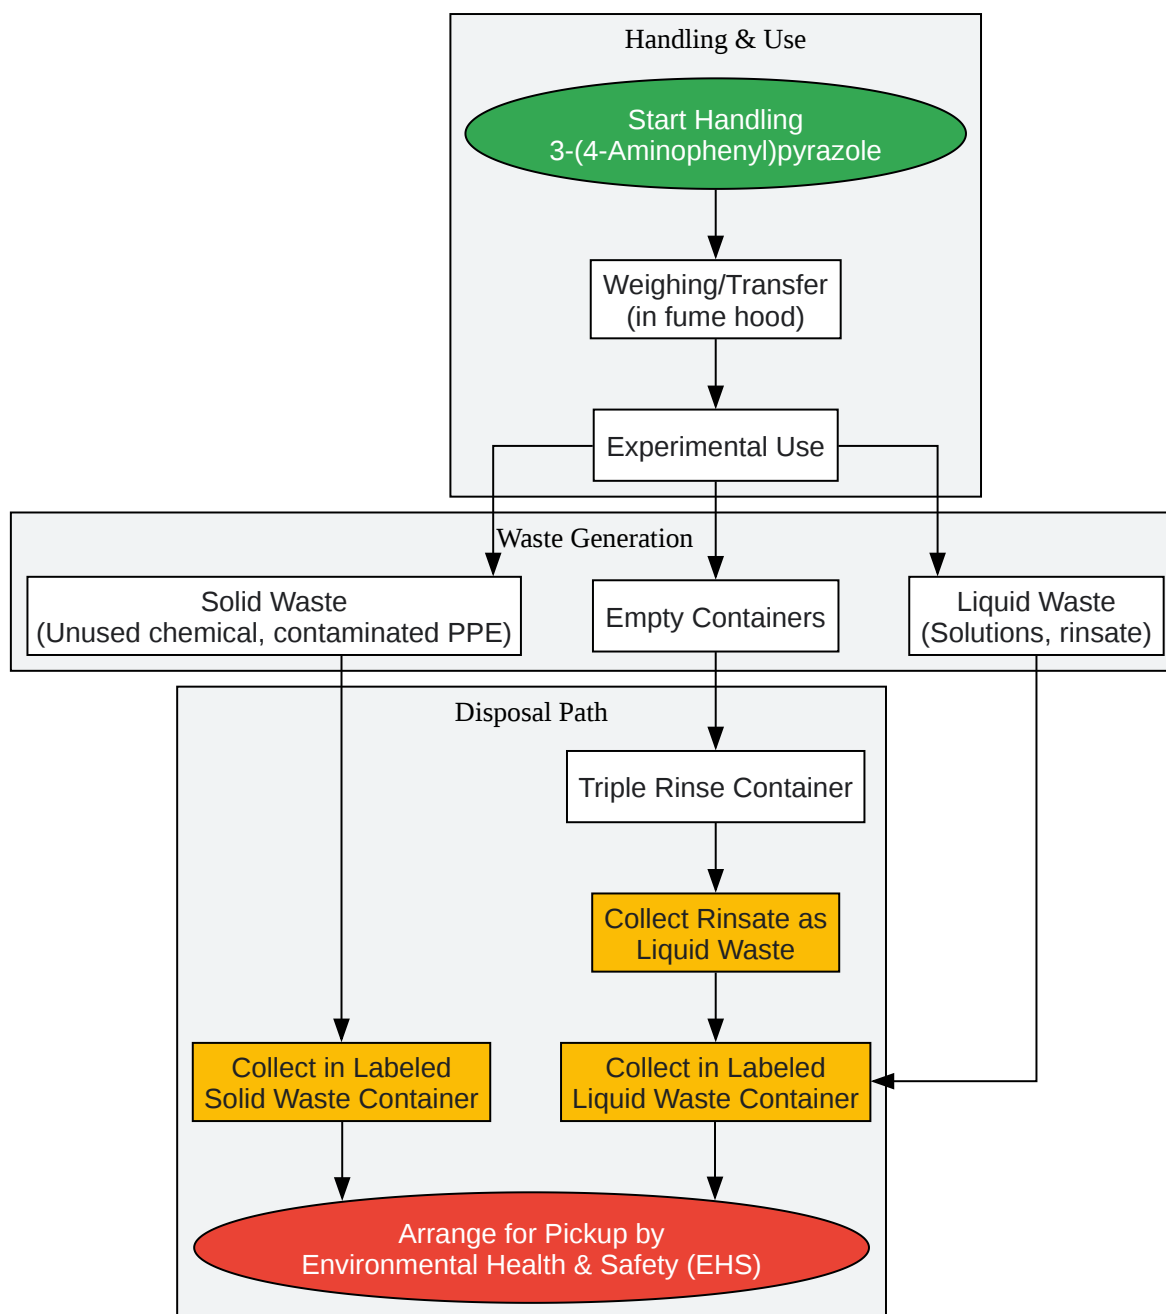 Handling & Use
Start Handling
3-(4-Aminophenyl)pyrazole
Weighing/Transfer
(in fume hood)
Experimental Use
Waste Generation
Solid Waste
(Unused chemical, contaminated PPE)
Empty Containers
Liquid Waste
(Solutions, rinsate)
Disposal Path
Triple Rinse Container
Collect Rinsate as
Liquid Waste
Collect in Labeled
Solid Waste Container
Collect in Labeled
Liquid Waste Container
Arrange for Pickup by
Environmental Health & Safety (EHS)